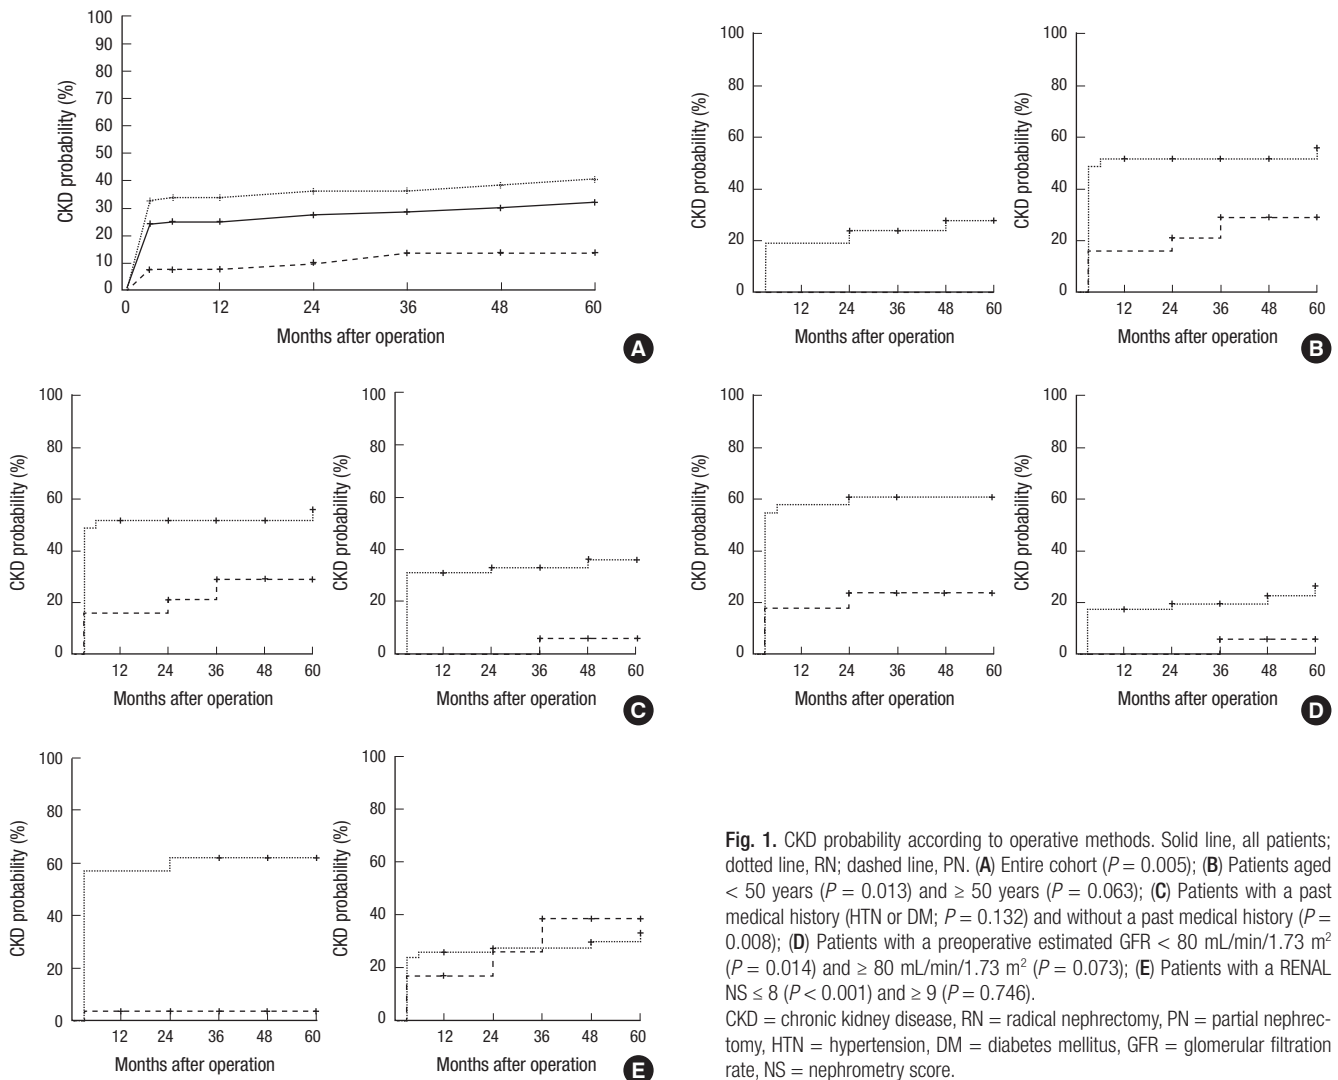 100
90
80
70
60
50
40
30
20
10
0
CKD probability (%)
0 12 24 36 48 60
Months after operation
A
100
80
60
40
20
0
CKD probability (%)
12 24 36 48 60
Months after operation
100
80
60
40
20
0
CKD probability (%)
12 24 36 48 60
Months after operation
B
100
80
60
40
20
0
CKD probability (%)
12 24 36 48 60
Months after operation
100
80
60
40
20
0
CKD probability (%)
12 24 36 48 60
Months after operation
C
100
80
60
40
20
0
CKD probability (%)
12 24 36 48 60
Months after operation
100
80
60
40
20
0
CKD probability (%)
12 24 36 48 60
Months after operation
D
100
80
60
40
20
0
CKD probability (%)
12 24 36 48 60
Months after operation
100
80
60
40
20
0
CKD probability (%)
12 24 36 48 60
Months after operation
E
Fig. 1. CKD probability according to operative methods. Solid line, all patients;
dotted line, RN; dashed line, PN. (A) Entire cohort (P = 0.005); (B) Patients aged
< 50 years (P = 0.013) and ≥ 50 years (P = 0.063); (C) Patients with a past
medical history (HTN or DM; P = 0.132) and without a past medical history (P =
0.008); (D) Patients with a preoperative estimated GFR < 80 mL/min/1.73 m²
(P = 0.014) and ≥ 80 mL/min/1.73 m² (P = 0.073); (E) Patients with a RENAL
NS ≤ 8 (P < 0.001) and ≥ 9 (P = 0.746).
CKD = chronic kidney disease, RN = radical nephrectomy, PN = partial nephrec-
tomy, HTN = hypertension, DM = diabetes mellitus, GFR = glomerular filtration
rate, NS = nephrometry score.